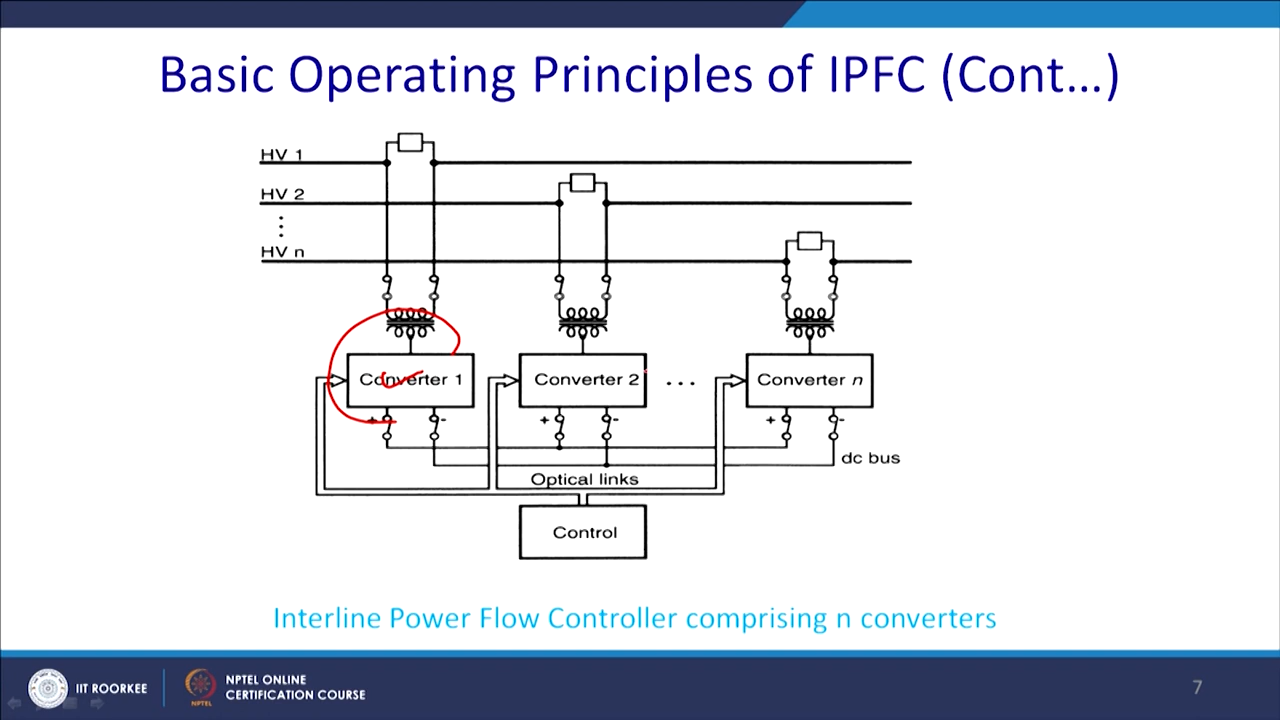 Basic Operating Principles of IPFC (Cont...)
HV 1
HV 2
HV n
Converter 1
Converter 2
...
Converter n
+ -
+ -
+ -
dc bus
Optical links
Control
Interline Power Flow Controller comprising n converters
IIT ROORKEE
NPTEL
NPTEL ONLINE
CERTIFICATION COURSE
7